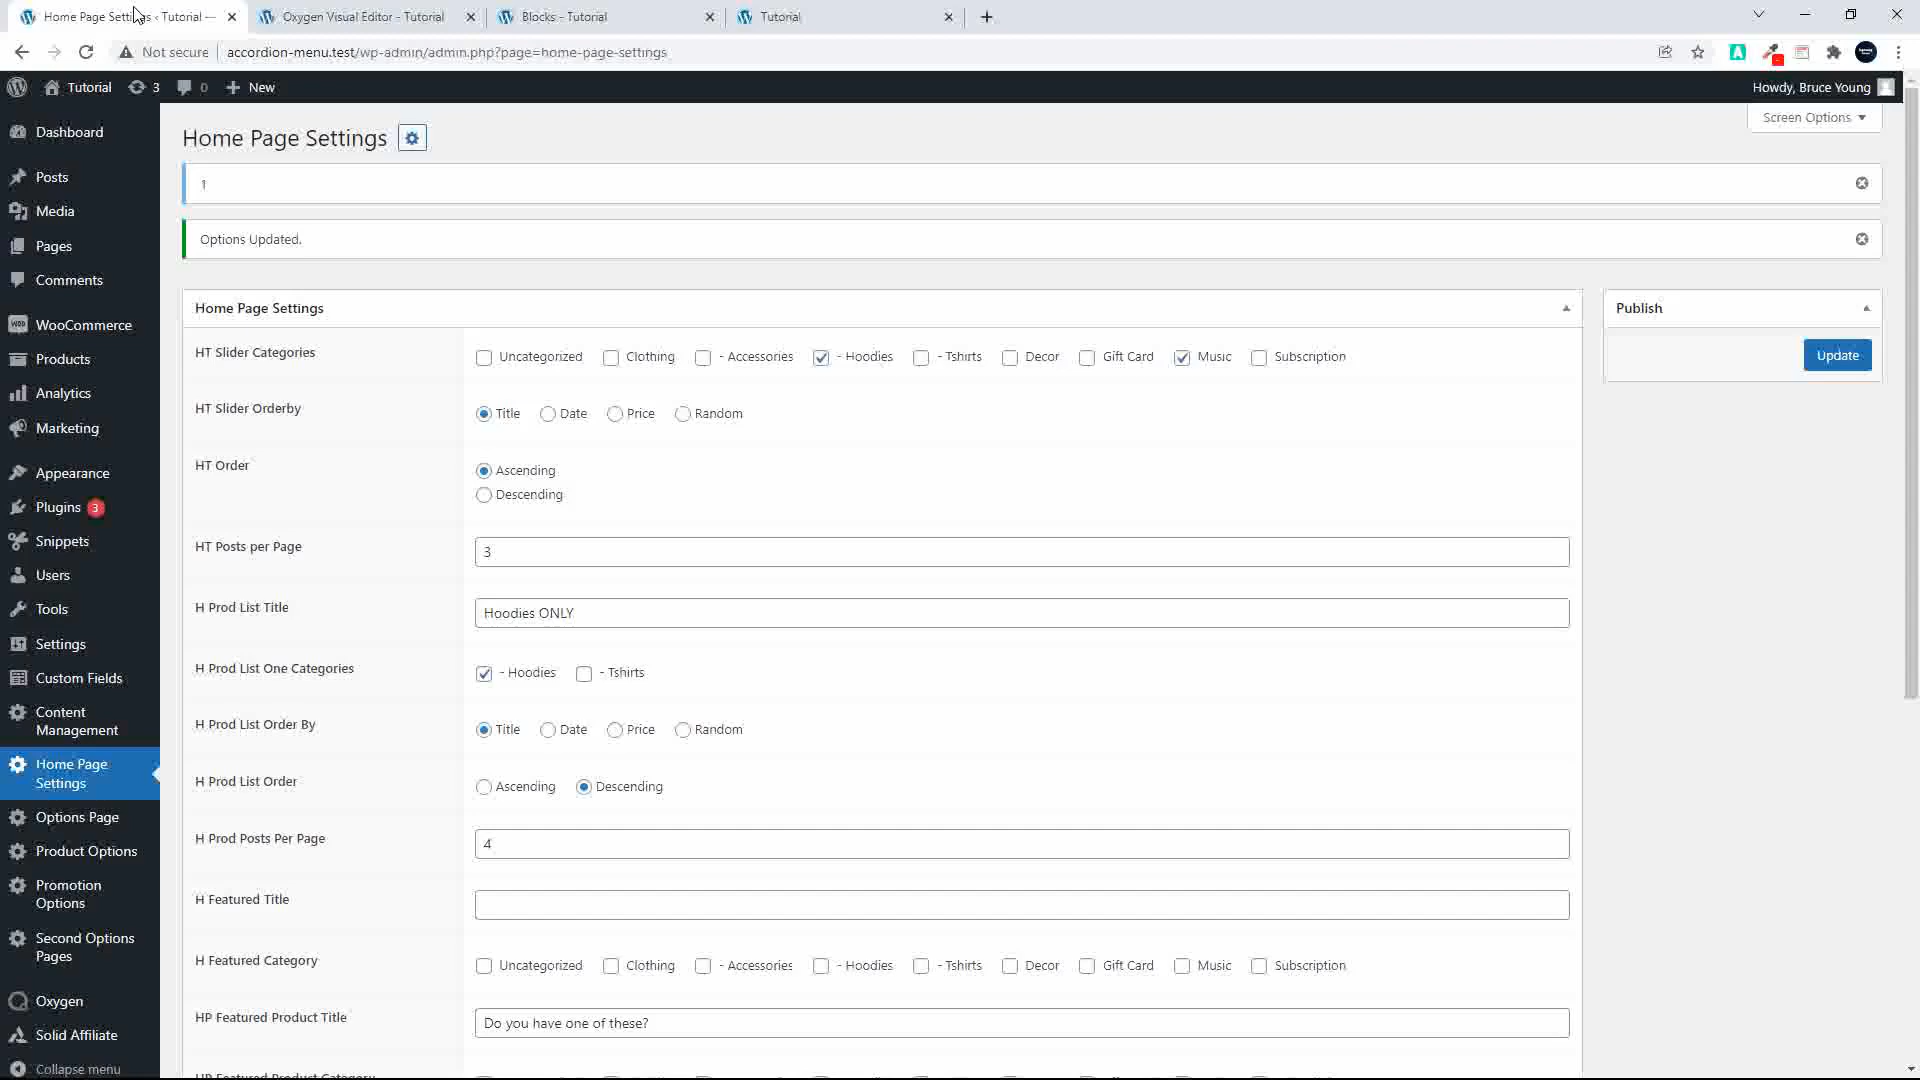 Home Page Settings ‹ Tutorial —
Oxygen Visual Editor - Tutorial
Blocks - Tutorial
Tutorial
Not secure
accordion-menu.test/wp-admin/admin.php?page=home-page-settings
Tutorial
3
0
New
Howdy, Bruce Young
Screen Options
Dashboard
Posts
Media
Pages
Comments
WooCommerce
Products
Analytics
Marketing
Appearance
Plugins 3
Snippets
Users
Tools
Settings
Custom Fields
Content
Management
Home Page
Settings
Options Page
Product Options
Promotion
Options
Second Options
Pages
Oxygen
Solid Affiliate
Collapse menu
Home Page Settings
1
Options Updated.
Home Page Settings
HT Slider Categories
Uncategorized Clothing - Accessories - Hoodies - Tshirts Decor Gift Card Music Subscription
HT Slider Orderby
Title Date Price Random
HT Order
Ascending
Descending
HT Posts per Page
3
H Prod List Title
Hoodies ONLY
H Prod List One Categories
- Hoodies - Tshirts
H Prod List Order By
Title Date Price Random
H Prod List Order
Ascending Descending
H Prod Posts Per Page
4
H Featured Title
H Featured Category
Uncategorized Clothing - Accessories - Hoodies - Tshirts Decor Gift Card Music Subscription
HP Featured Product Title
Do you have one of these?
HP Featured Product Category
Publish
Update